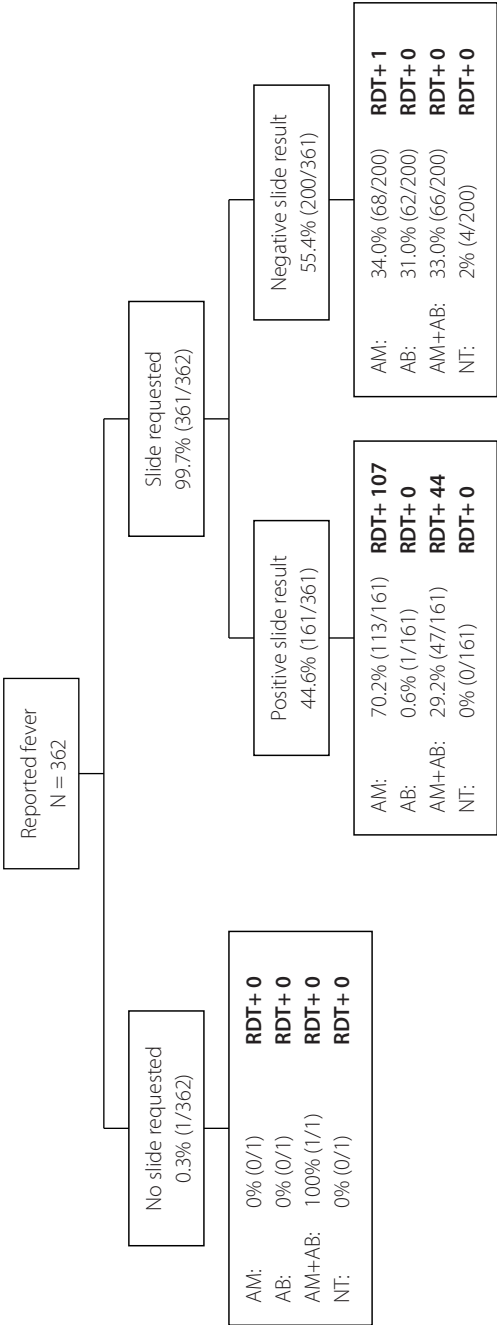 Reported fever
N = 362
No slide requested
0.3% (1/362)
Slide requested
99.7% (361/362)
Positive slide result
44.6% (161/361)
Negative slide result
55.4% (200/361)
AM: 0% (0/1) RDT+ 0
AB: 0% (0/1) RDT+ 0
AM+AB: 100% (1/1) RDT+ 0
NT: 0% (0/1) RDT+ 0
AM: 70.2% (113/161) RDT+ 107
AB: 0.6% (1/161) RDT+ 0
AM+AB: 29.2% (47/161) RDT+ 44
NT: 0% (0/161) RDT+ 0
AM: 34.0% (68/200) RDT+ 1
AB: 31.0% (62/200) RDT+ 0
AM+AB: 33.0% (66/200) RDT+ 0
NT: 2% (4/200) RDT+ 0